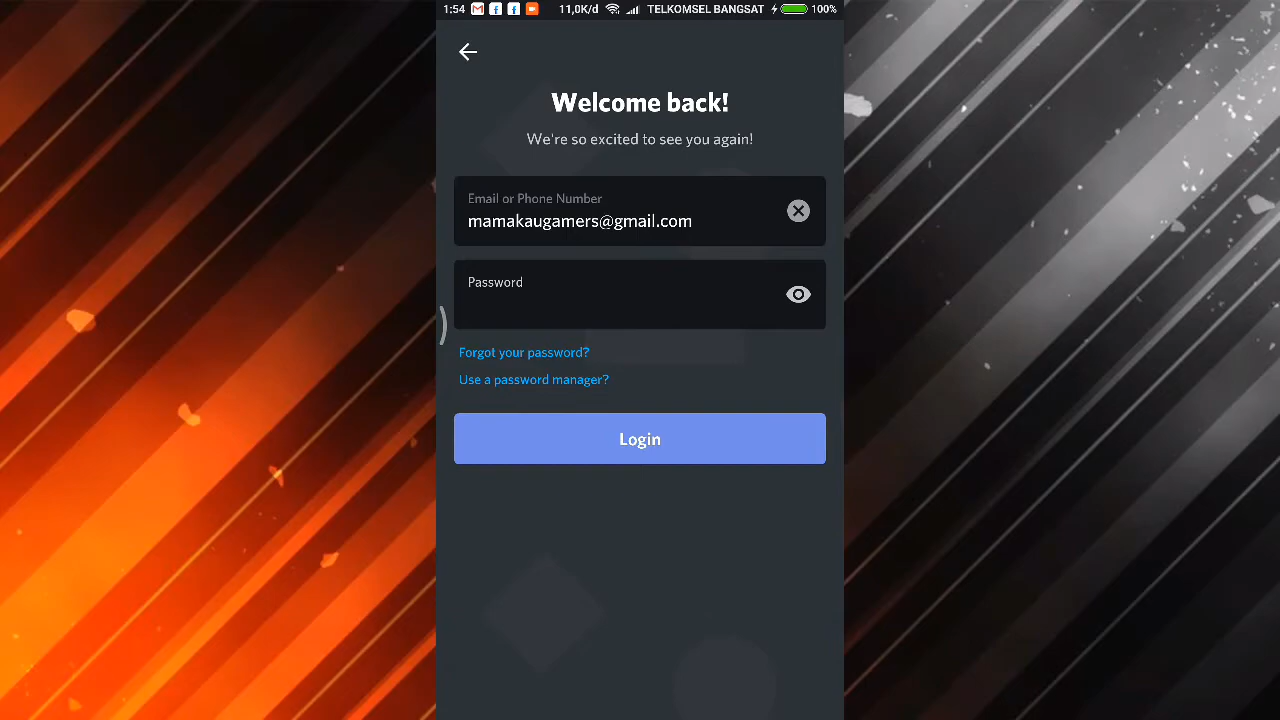 1:54 11,0K/d TELKOMSEL BANGSAT 100%
Welcome back!
We're so excited to see you again!
Email or Phone Number
mamakaugamers@gmail.com
Password
Forgot your password?
Use a password manager?
Login